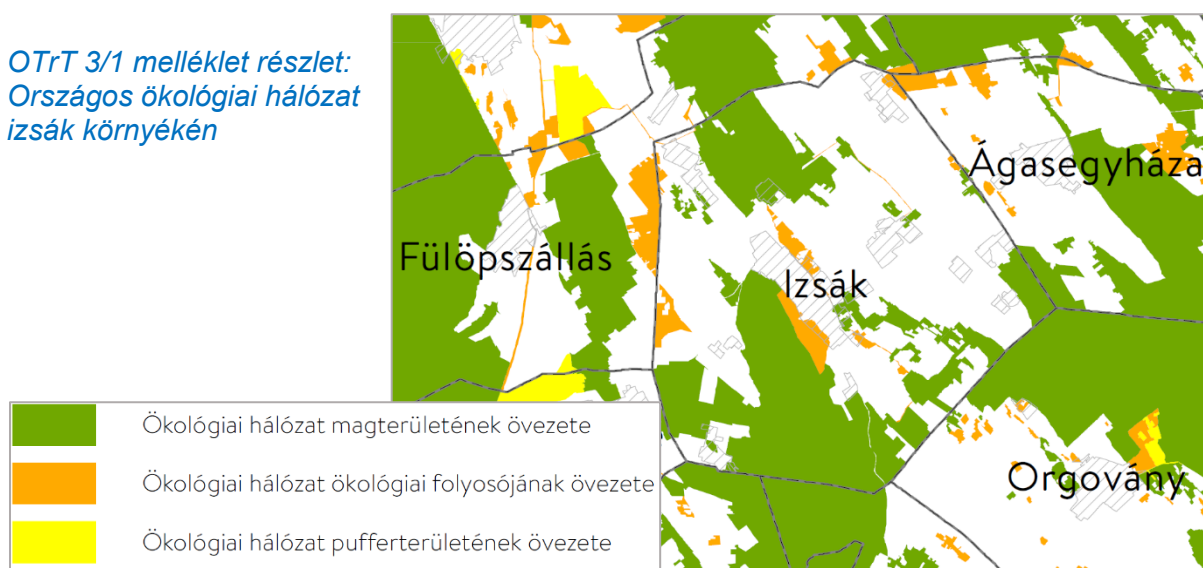 OTrT 3/1 melléklet részlet:
Országos ökológiai hálózat
izsák környékén
Ágasegyháza
Fülöpszállás
Izsák
Orgovány
Ökológiai hálózat magterületének övezete
Ökológiai hálózat ökológiai folyosójának övezete
Ökológiai hálózat pufferterületének övezete